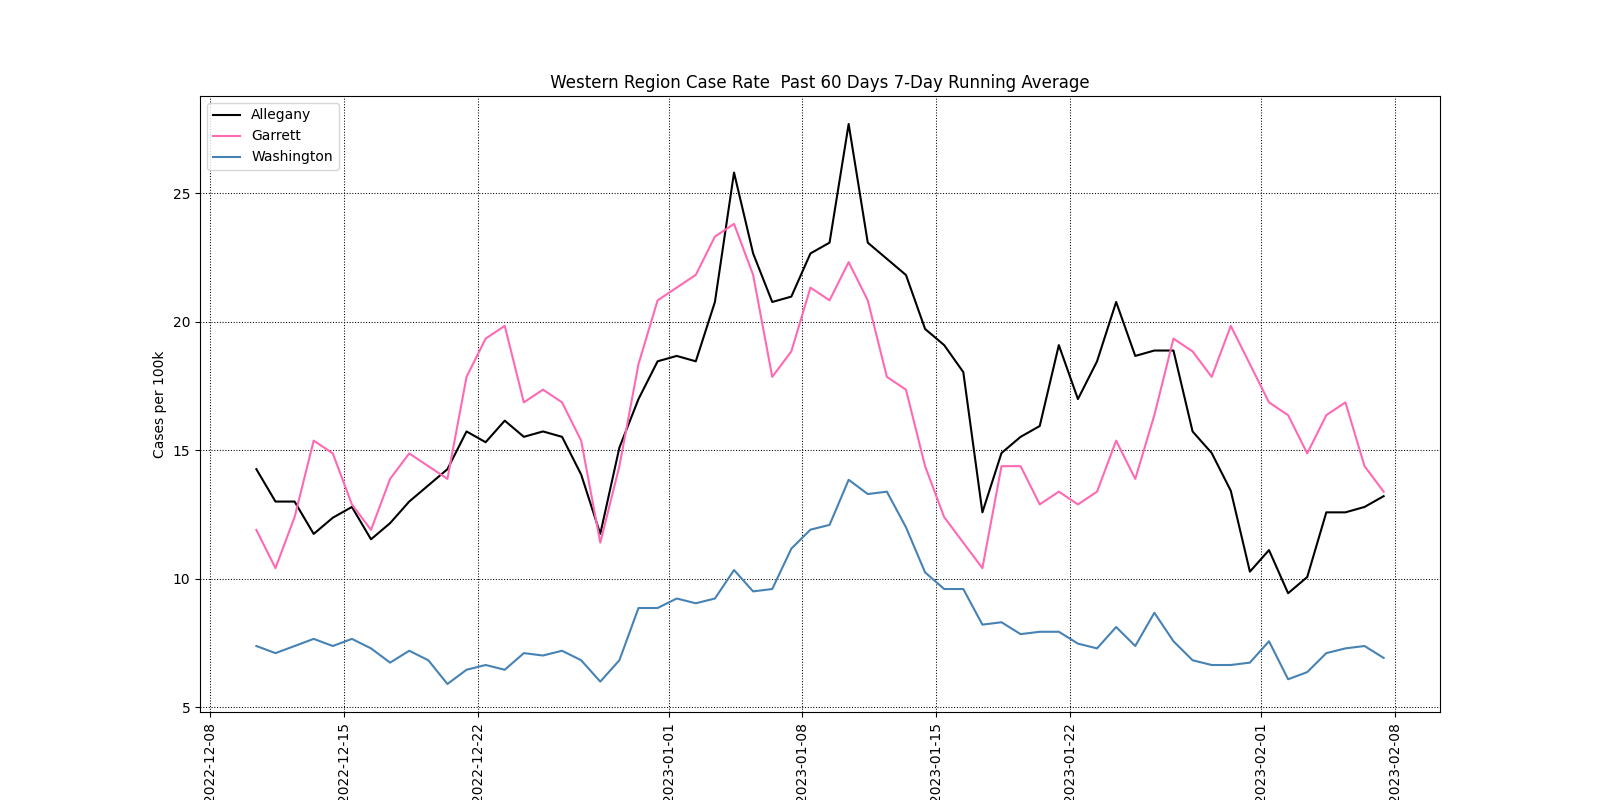 Western Region Case Rate  Past 60 Days 7-Day Running Average
Allegany
Garrett
Washington
Cases per 100k
25
20
15
10
5
2022-12-08
2022-12-15
2022-12-22
2023-01-01
2023-01-08
2023-01-15
2023-01-22
2023-02-01
2023-02-08